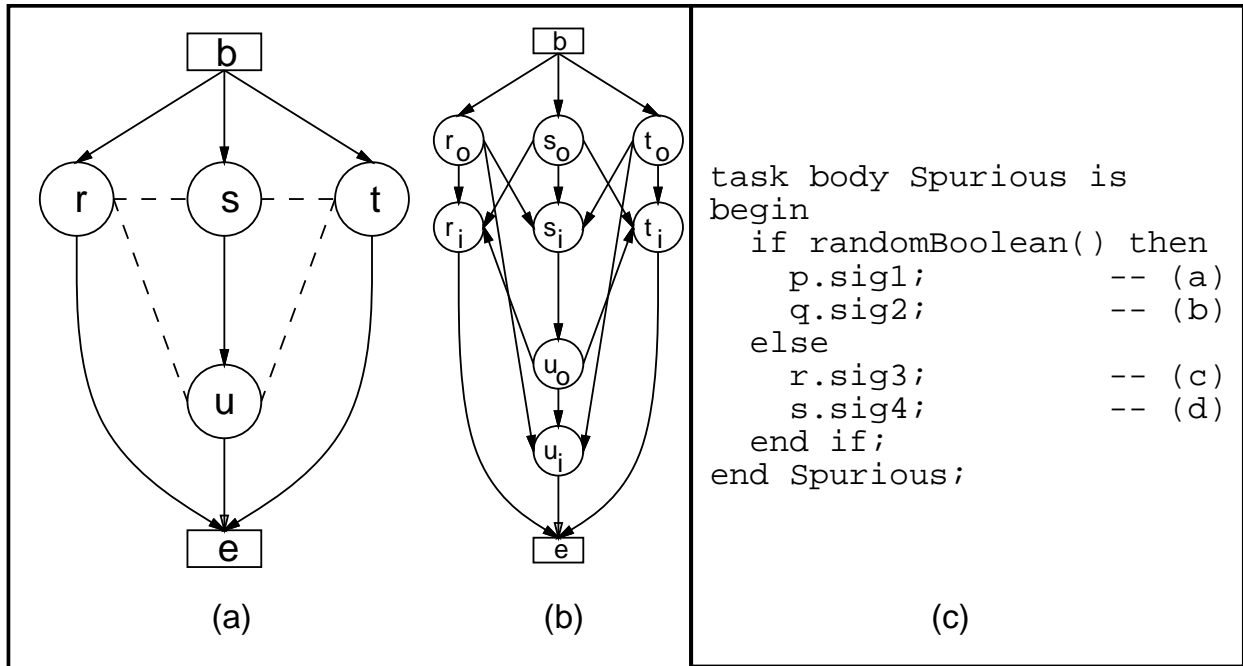 b
r s t
u
e
(a)
b
r_o s_o t_o
r_i s_i t_i
u_o
u_i
e
(b)
task body Spurious is
begin
if randomBoolean() then
p.sig1; -- (a)
q.sig2; -- (b)
else
r.sig3; -- (c)
s.sig4; -- (d)
end if;
end Spurious;
(c)